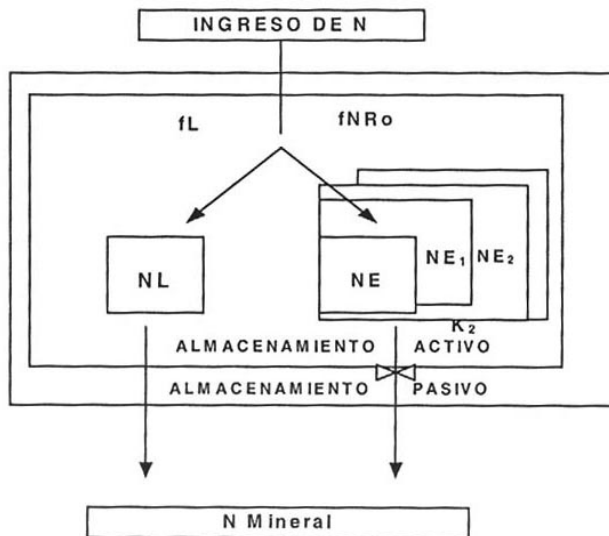 INGRESO DE N
fL fNRo
NL NE NE₁ NE₂
K₂
ALMACENAMIENTO ACTIVO
ALMACENAMIENTO PASIVO
N Mineral